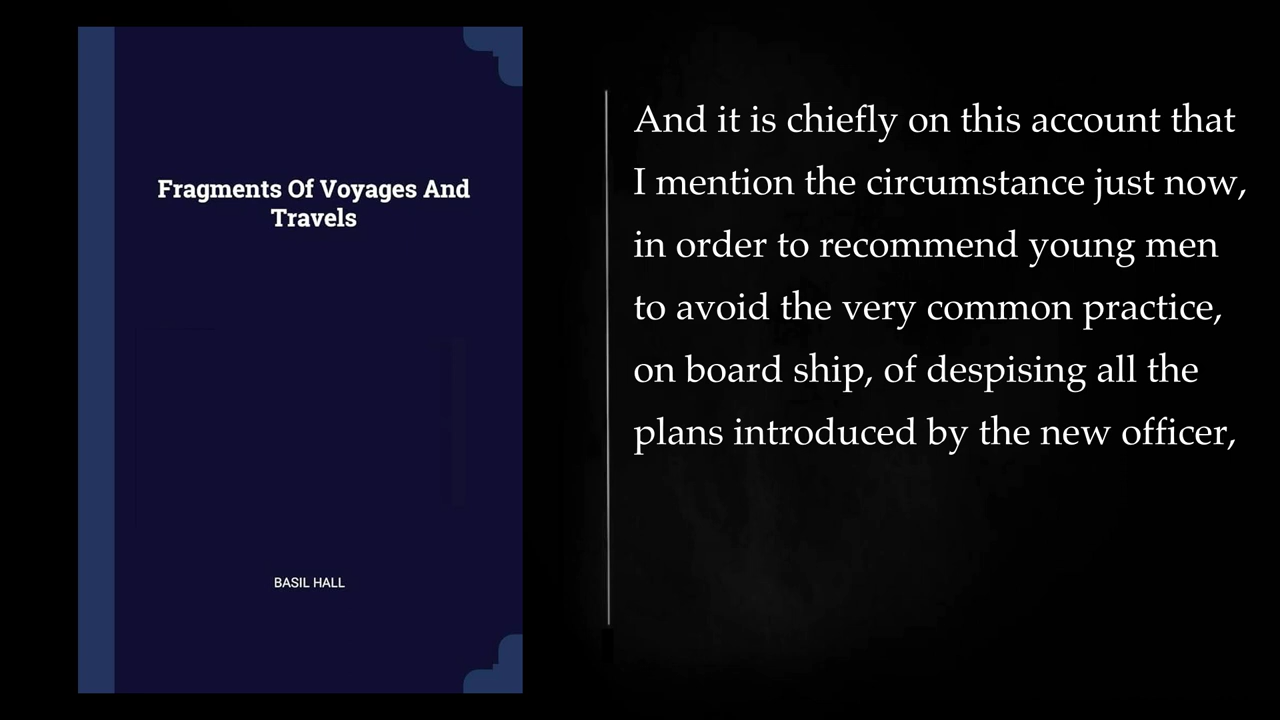 Fragments Of Voyages And
Travels
BASIL HALL
And it is chiefly on this account that
I mention the circumstance just now,
in order to recommend young men
to avoid the very common practice,
on board ship, of despising all the
plans introduced by the new officer,